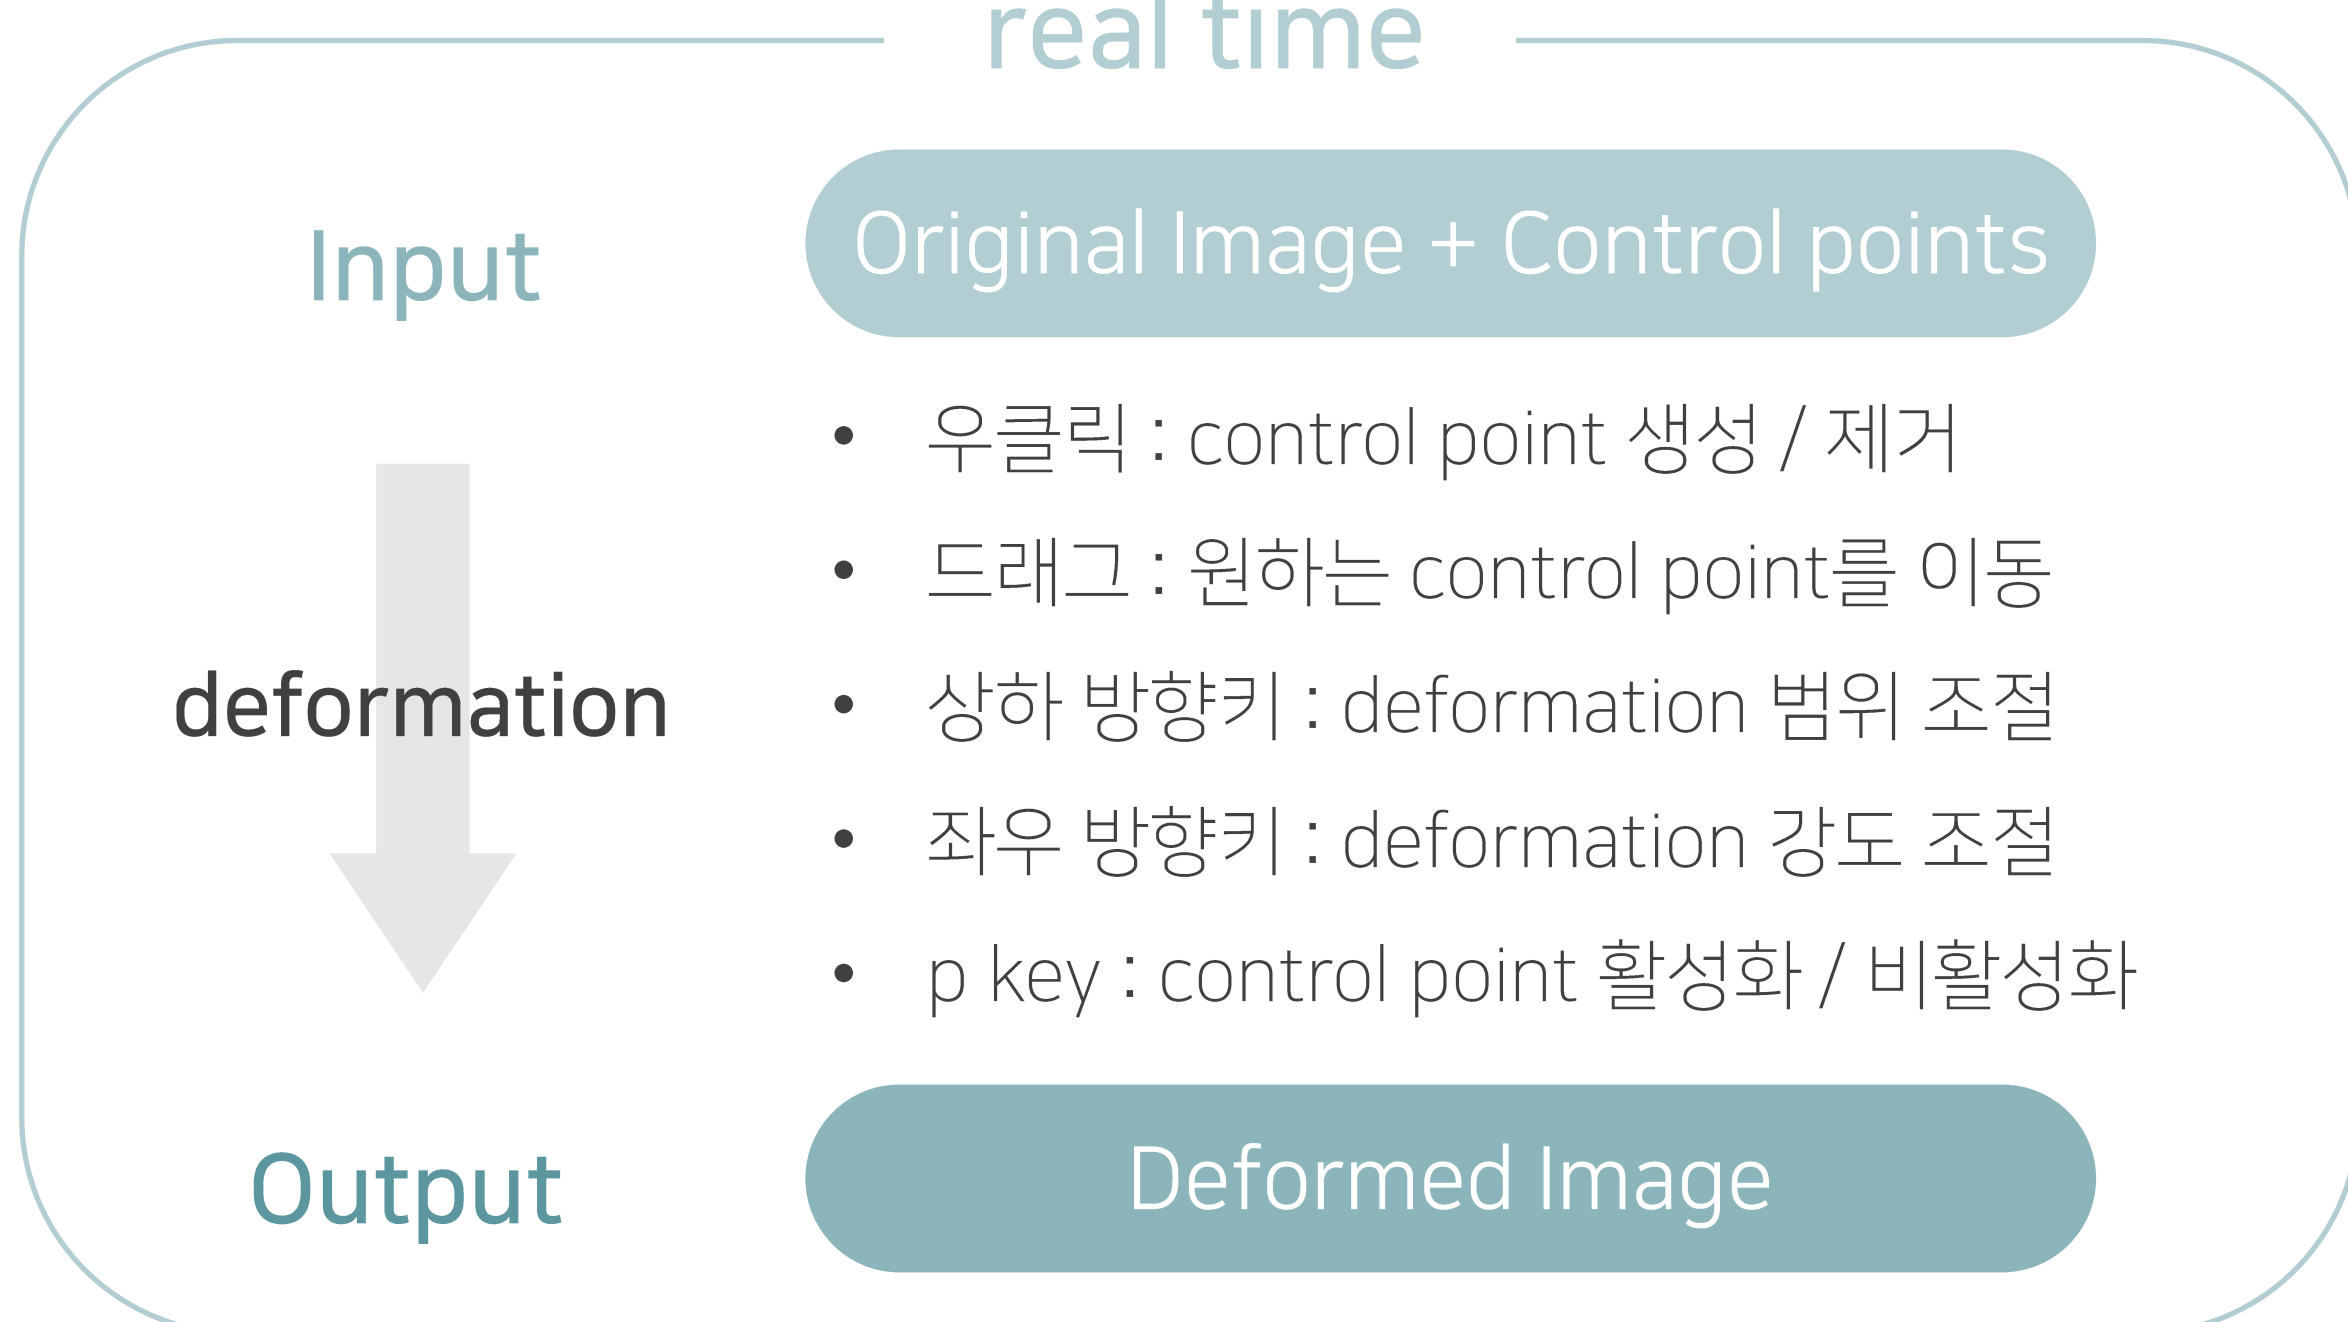 real time
Input
Original Image + Control points
• 우클릭 : control point 생성 / 제거
• 드래그 : 원하는 control point를 이동
deformation
• 상하 방향키 : deformation 범위 조절
• 좌우 방향키 : deformation 강도 조절
• p key : control point 활성화 / 비활성화
Output
Deformed Image